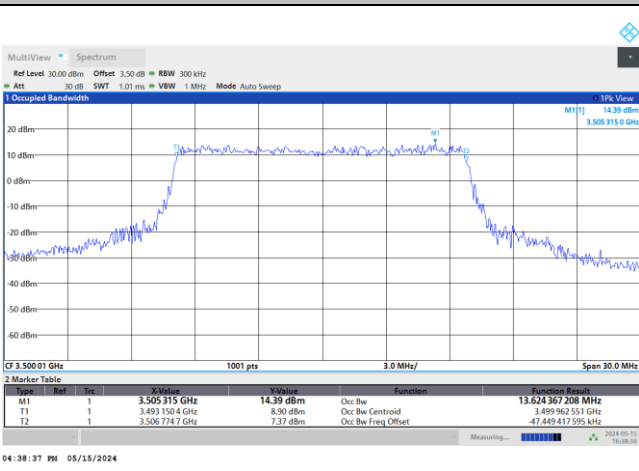 MultiView Spectrum
Ref Level 30.00 dBm Offset 3.50 dB RBW 300 kHz
Att 30 dB SWT 1.01 ms VBW 1 MHz Mode Auto Sweep
1 Occupied Bandwidth 1Pk View
M1[1] 14.39 dBm
3.505 315 0 GHz
M1
20 dBm
T1 T2
10 dBm
0 dBm
-10 dBm
-20 dBm
-30 dBm
-40 dBm
-50 dBm
-60 dBm
CF 3.500 01 GHz 1001 pts 3.0 MHz/ Span 30.0 MHz
2 Marker Table
Type Ref Trc X-Value Y-Value Function Function Result
M1 1 3.505 315 GHz 14.39 dBm Occ Bw 13.624 367 208 MHz
T1 1 3.493 150 4 GHz 8.90 dBm Occ Bw Centroid 3.499 962 551 GHz
T2 1 3.506 774 7 GHz 7.37 dBm Occ Bw Freq Offset -47.449 417 595 kHz
Measuring... 2024-05-15
16:38:36
04:38:37 PM 05/15/2024